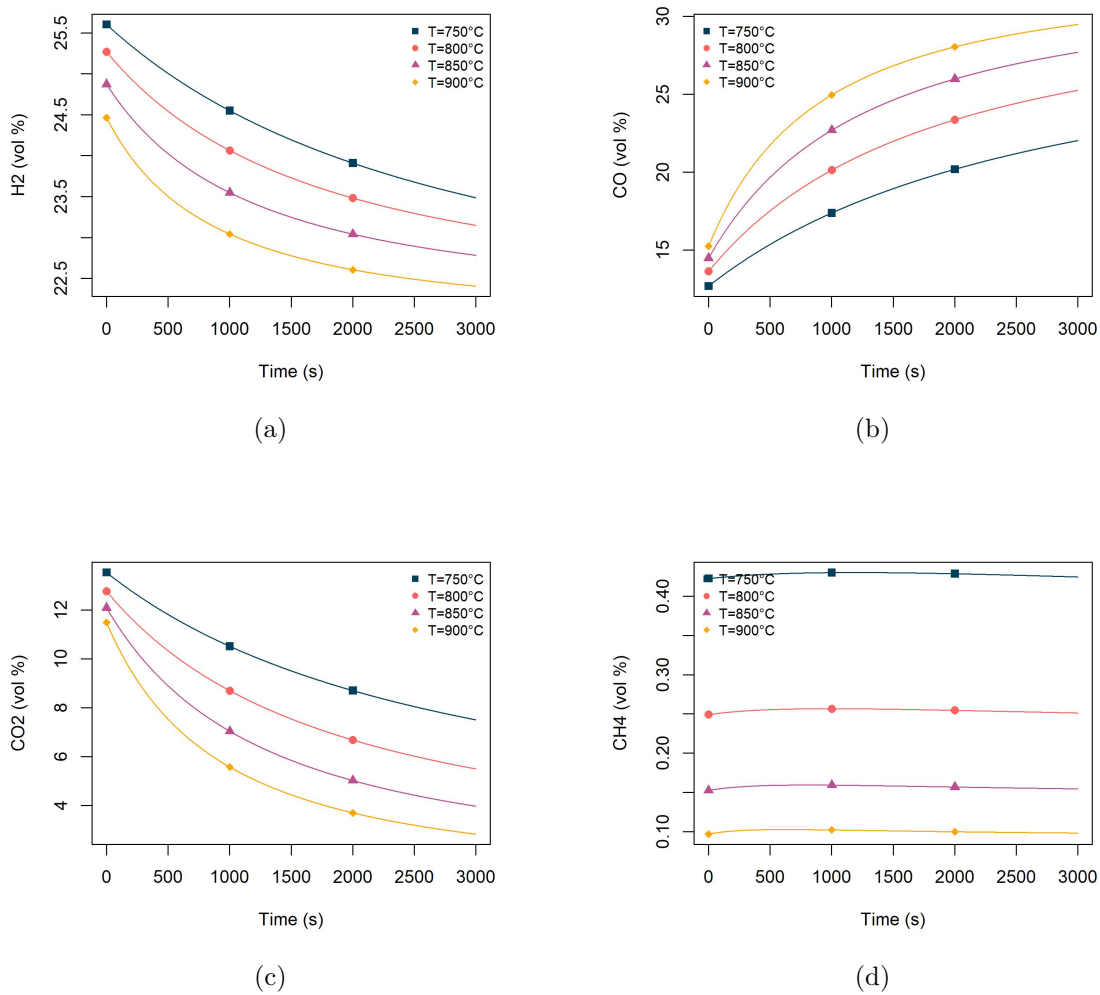 H2 (vol %)
25.5
24.5
23.5
22.5
T=750°C
T=800°C
T=850°C
T=900°C
0 500 1000 1500 2000 2500 3000
Time (s)
(a)
CO (vol %)
30
25
20
15
T=750°C
T=800°C
T=850°C
T=900°C
0 500 1000 1500 2000 2500 3000
Time (s)
(b)
CO2 (vol %)
12
10
8
6
4
T=750°C
T=800°C
T=850°C
T=900°C
0 500 1000 1500 2000 2500 3000
Time (s)
(c)
CH4 (vol %)
0.40
0.30
0.20
0.10
T=750°C
T=800°C
T=850°C
T=900°C
0 500 1000 1500 2000 2500 3000
Time (s)
(d)